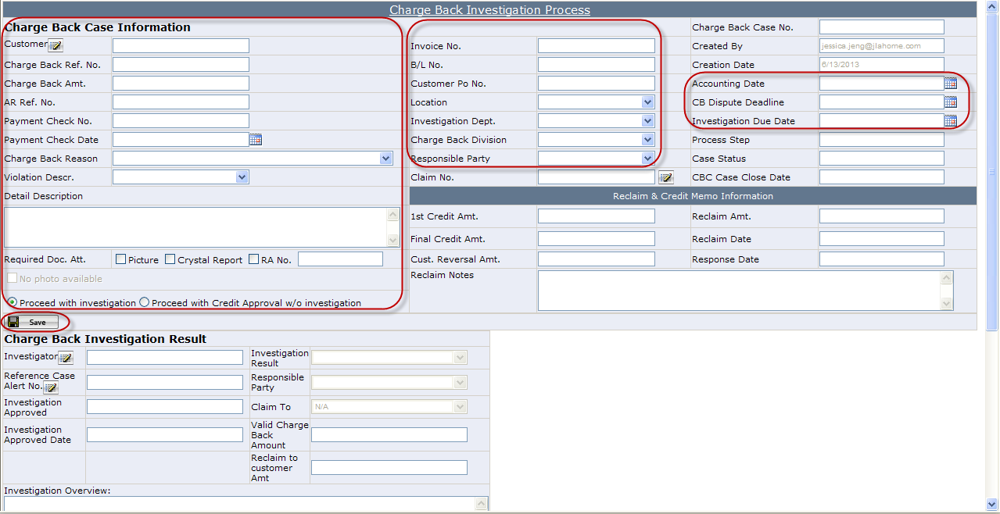 Charge Back Investigation Process
Charge Back Case Information
Customer
Charge Back Ref. No.
Charge Back Amt.
AR Ref. No.
Payment Check No.
Payment Check Date
Charge Back Reason
Violation Descr.
Detail Description
Required Doc. Att. Picture Crystal Report RA No.
No photo available
Proceed with investigation Proceed with Credit Approval w/o investigation
Save
Invoice No.
B/L No.
Customer Po No.
Location
Investigation Dept.
Charge Back Division
Responsible Party
Claim No.
Charge Back Case No.
Created By jessica.jeng@jlahome.com
Creation Date 6/13/2013
Accounting Date
CB Dispute Deadline
Investigation Due Date
Process Step
Case Status
CBC Case Close Date
Reclaim & Credit Memo Information
1st Credit Amt. Reclaim Amt.
Final Credit Amt. Reclaim Date
Cust. Reversal Amt. Response Date
Reclaim Notes
Charge Back Investigation Result
Investigator
Reference Case
Alert No.
Investigation
Approved
Investigation
Approved Date
Investigation
Result
Responsible
Party
Claim To N/A
Valid Charge
Back
Amount
Reclaim to
customer
Amt
Investigation Overview: